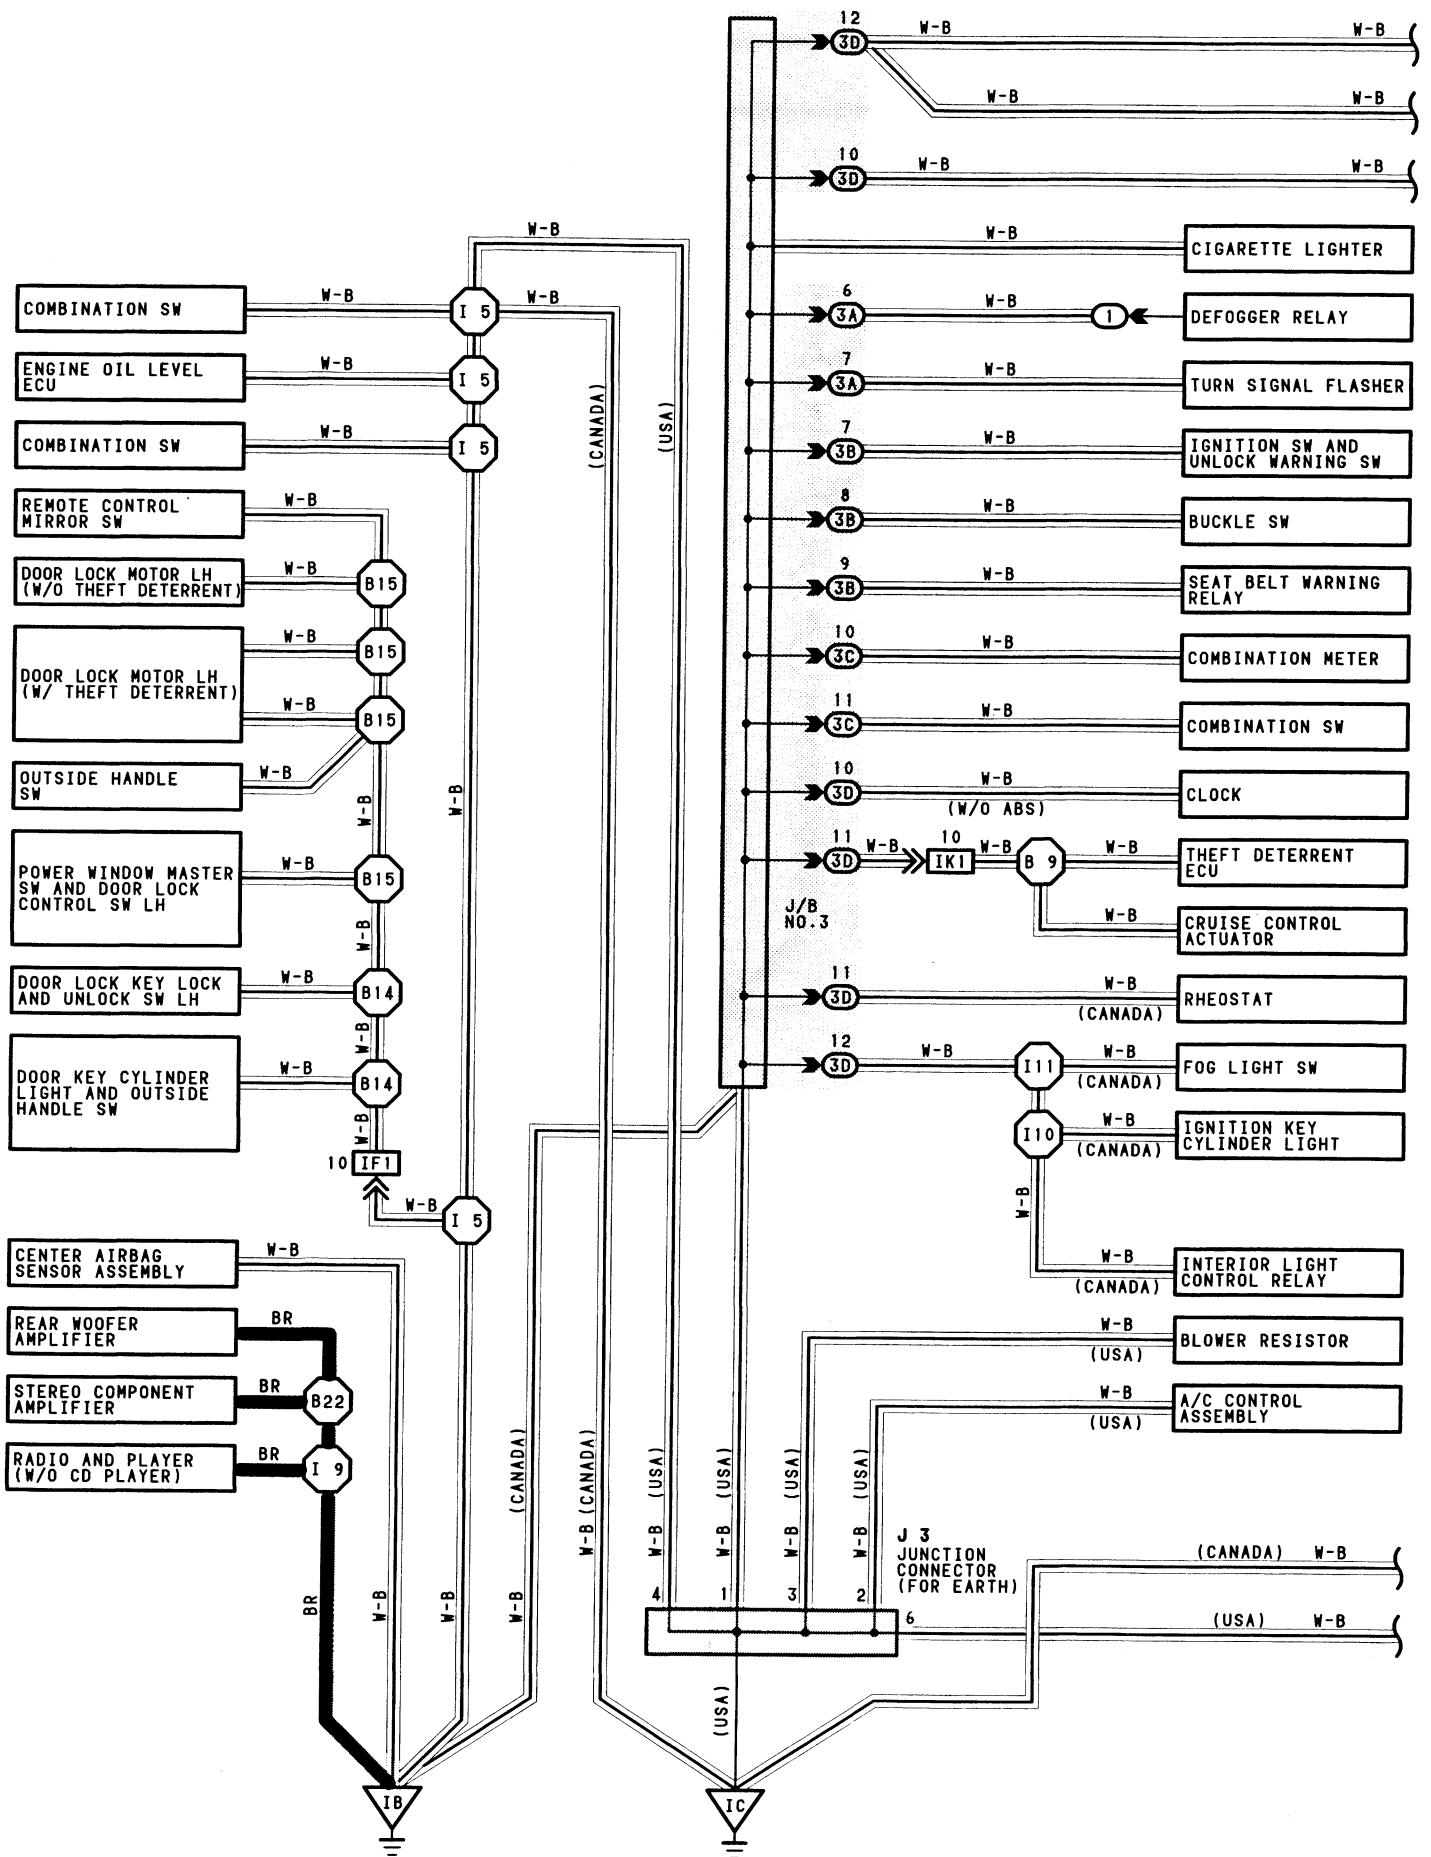 12
3D
W-B
W-B
W-B
W-B
10
3D
W-B
W-B
W-B
CIGARETTE LIGHTER
6
3A
W-B
1
DEFOGGER RELAY
7
3A
W-B
TURN SIGNAL FLASHER
7
3B
W-B
IGNITION SW AND
UNLOCK WARNING SW
8
3B
W-B
BUCKLE SW
9
3B
W-B
SEAT BELT WARNING
RELAY
10
3C
W-B
COMBINATION METER
11
3C
W-B
COMBINATION SW
10
3D
W-B
(W/O ABS)
CLOCK
11
3D
W-B
10
IK1
W-B
B 9
W-B
THEFT DETERRENT
ECU
W-B
CRUISE CONTROL
ACTUATOR
J/B
NO.3
11
3D
W-B
(CANADA)
RHEOSTAT
12
3D
W-B
I11
W-B
(CANADA)
FOG LIGHT SW
I10
W-B
(CANADA)
IGNITION KEY
CYLINDER LIGHT
W-B
W-B
(CANADA)
INTERIOR LIGHT
CONTROL RELAY
W-B
(USA)
BLOWER RESISTOR
W-B
(USA)
A/C CONTROL
ASSEMBLY
W-B
COMBINATION SW
W-B
I 5
W-B
ENGINE OIL LEVEL
ECU
W-B
I 5
(CANADA)
(USA)
COMBINATION SW
W-B
I 5
REMOTE CONTROL
MIRROR SW
W-B
DOOR LOCK MOTOR LH
(W/O THEFT DETERRENT)
W-B
B15
DOOR LOCK MOTOR LH
(W/ THEFT DETERRENT)
W-B
B15
W-B
B15
OUTSIDE HANDLE
SW
W-B
W-B
W-B
POWER WINDOW MASTER
SW AND DOOR LOCK
CONTROL SW LH
W-B
B15
W-B
DOOR LOCK KEY LOCK
AND UNLOCK SW LH
W-B
B14
W-B
DOOR KEY CYLINDER
LIGHT AND OUTSIDE
HANDLE SW
W-B
B14
W-B
10
IF1
W-B
I 5
CENTER AIRBAG
SENSOR ASSEMBLY
W-B
REAR WOOFER
AMPLIFIER
BR
STEREO COMPONENT
AMPLIFIER
BR
B22
RADIO AND PLAYER
(W/O CD PLAYER)
BR
I 9
BR
W-B
W-B
W-B
(CANADA)
W-B (CANADA)
W-B
(USA)
W-B
(USA)
W-B
(USA)
W-B
(USA)
4
1
3
2
6
J 3
JUNCTION
CONNECTOR
(FOR EARTH)
(CANADA)
W-B
(USA)
W-B
(USA)
IB
IC